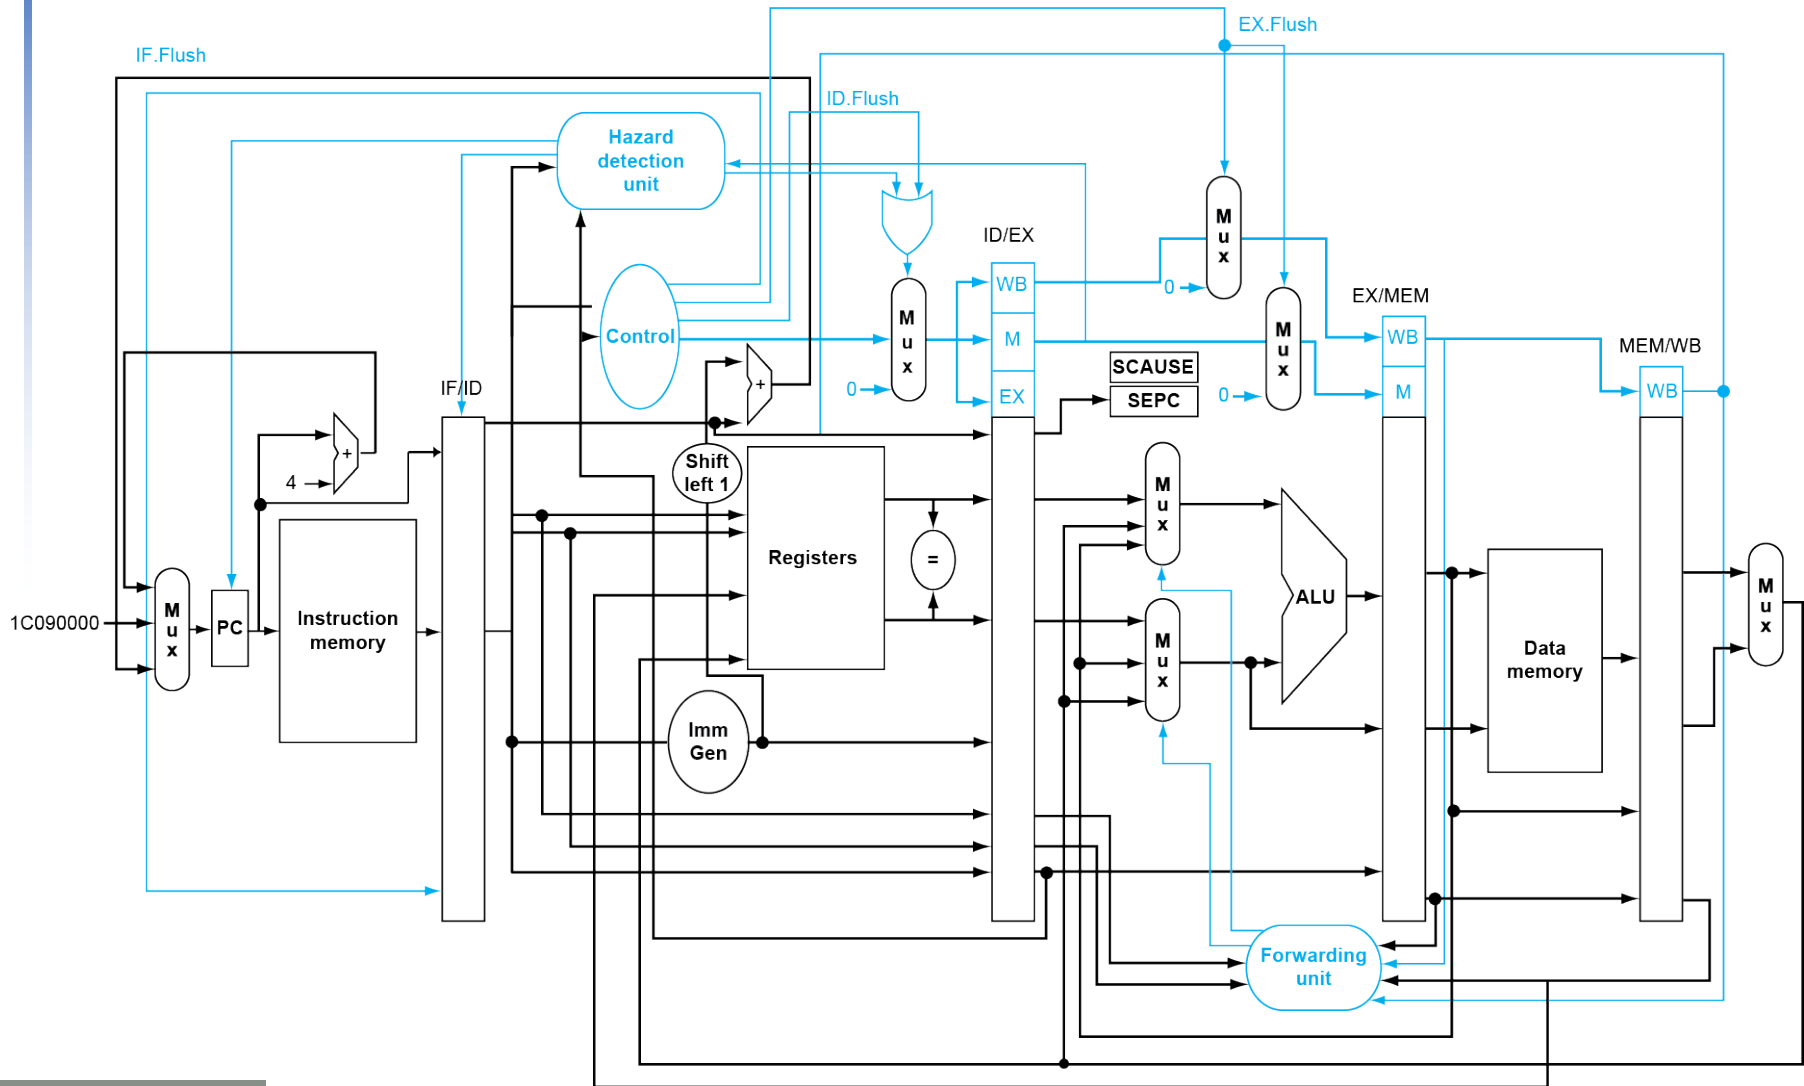 EX.Flush
IF.Flush
ID.Flush
Hazard
detection
unit
M
u
x
0
ID/EX
WB
M
EX
Control
M
u
x
0
M
u
x
0
EX/MEM
WB
M
MEM/WB
WB
SCAUSE
SEPC
IF/ID
+
+
4
Shift
left 1
Registers
=
M
u
x
ALU
M
u
x
1C090000
M
u
x
PC
Instruction
memory
Data
memory
M
u
x
Imm
Gen
Forwarding
unit